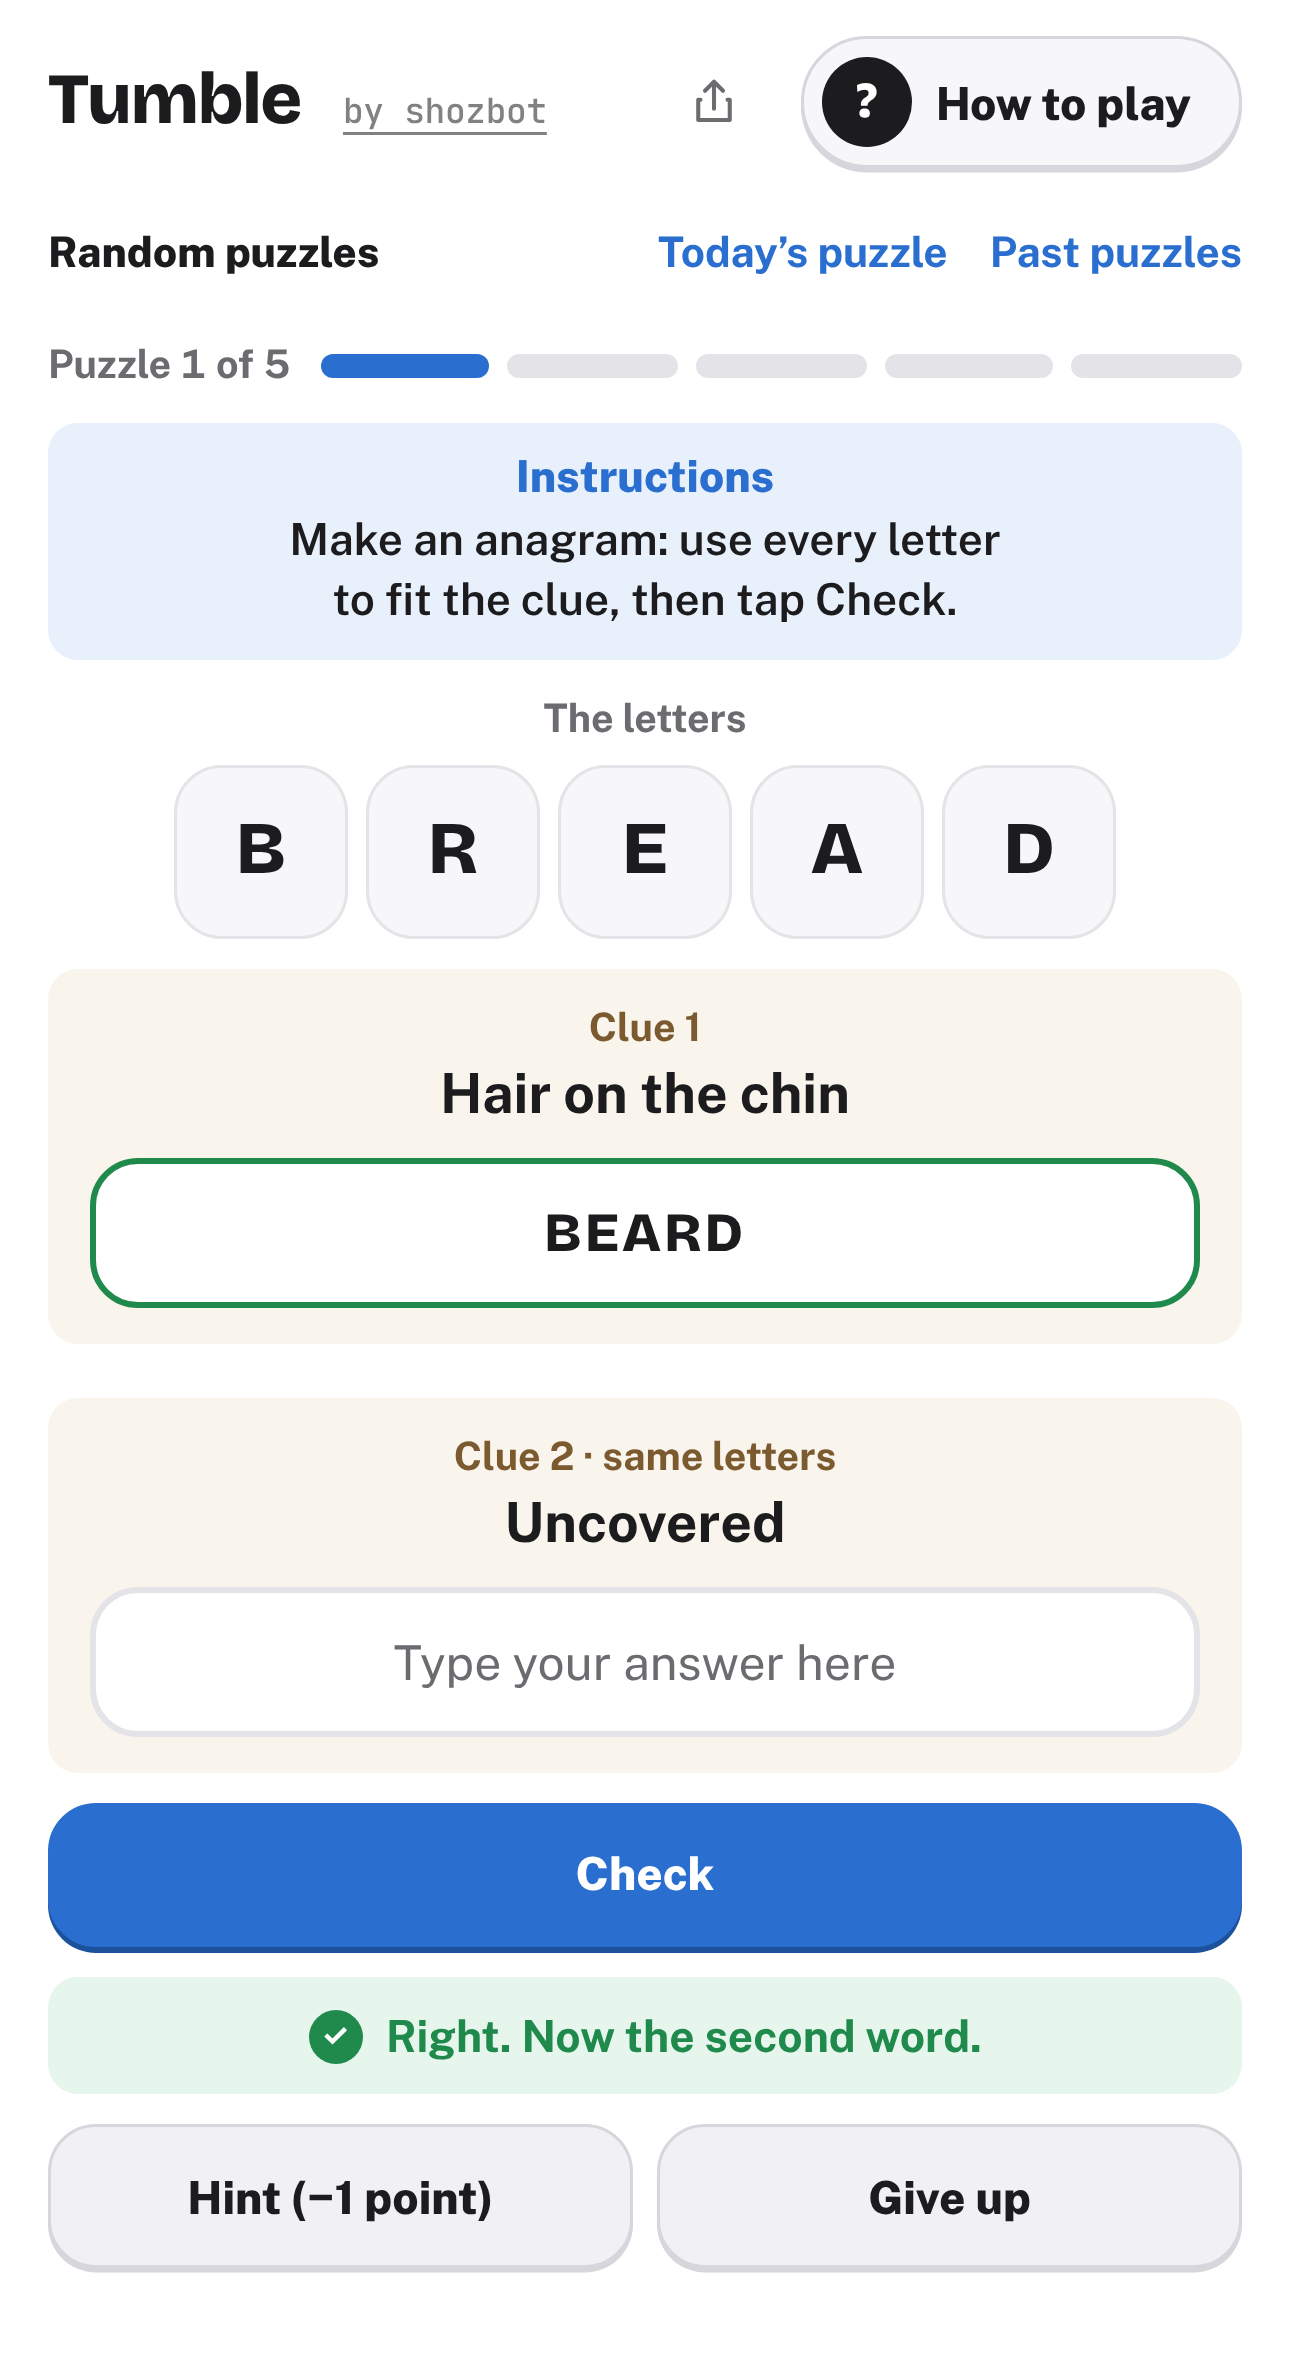 Tumble by shozbot
? How to play
Random puzzles
Today’s puzzle Past puzzles
Puzzle 1 of 5
Instructions
Make an anagram: use every letter
to fit the clue, then tap Check.
The letters
B R E A D
Clue 1
Hair on the chin
BEARD
Clue 2 · same letters
Uncovered
Type your answer here
Check
Right. Now the second word.
Hint (−1 point)
Give up